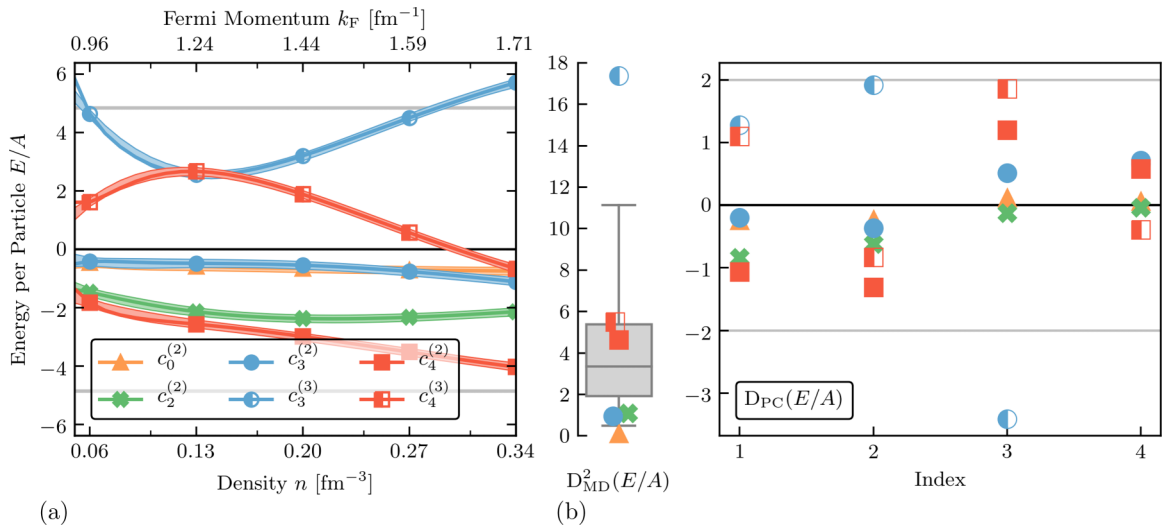 Fermi Momentum k_F [fm⁻¹]
0.96 1.24 1.44 1.59 1.71
Energy per Particle E/A
6
4
2
0
−2
−4
−6
c_0^(2) c_3^(2) c_4^(2)
c_2^(2) c_3^(3) c_4^(3)
0.06 0.13 0.20 0.27 0.34
Density n [fm⁻³]
(a)
18
16
14
12
10
8
6
4
2
0
D²_MD(E/A)
(b)
2
1
0
−1
−2
−3
D_PC(E/A)
1 2 3 4
Index